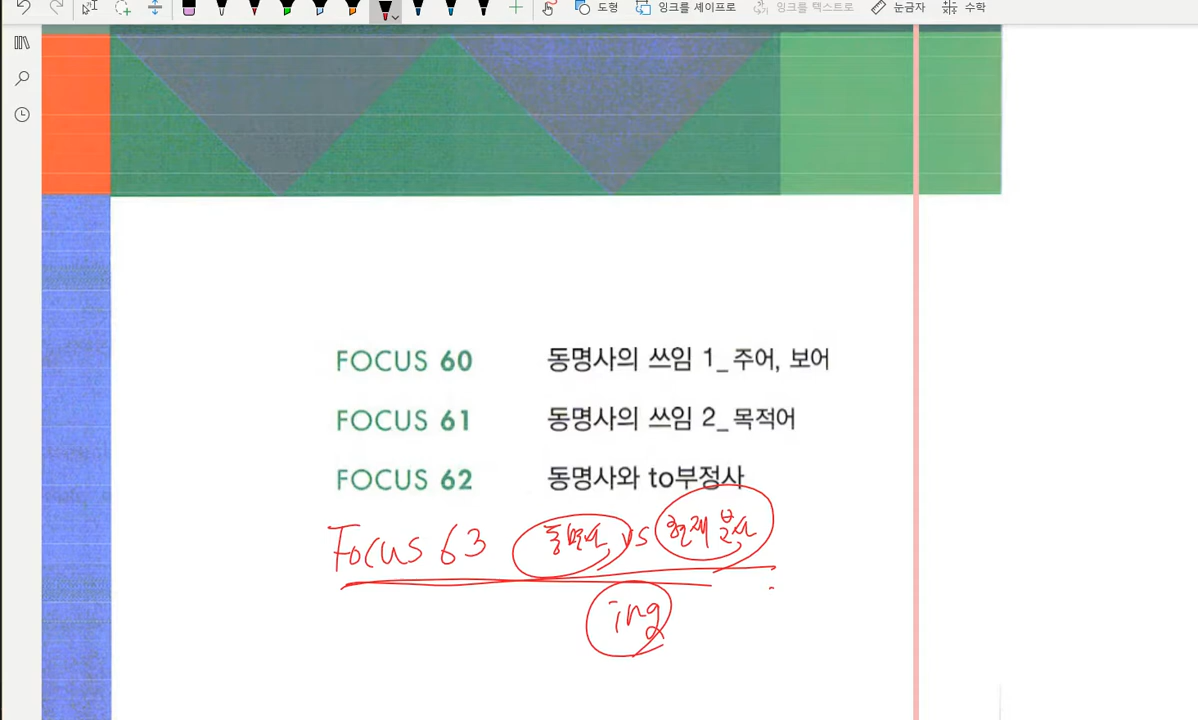 도형 잉크를 셰이프로 잉크를 텍스트로 눈금자 수학
FOCUS 60 동명사의 쓰임 1_ 주어, 보어
FOCUS 61 동명사의 쓰임 2_ 목적어
FOCUS 62 동명사와 to부정사
Focus 63 동명사 vs 현재 분사
ing